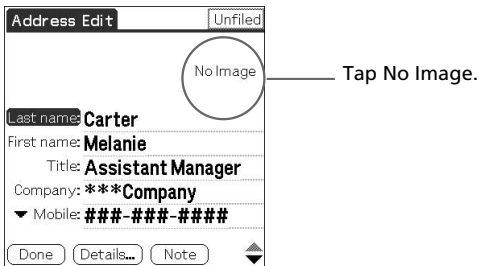 Address Edit Unfiled
No Image
Tap No Image.
Last name: Carter
First name: Melanie
Title: Assistant Manager
Company: ***Company
Mobile: ###-###-####
Done Details... Note